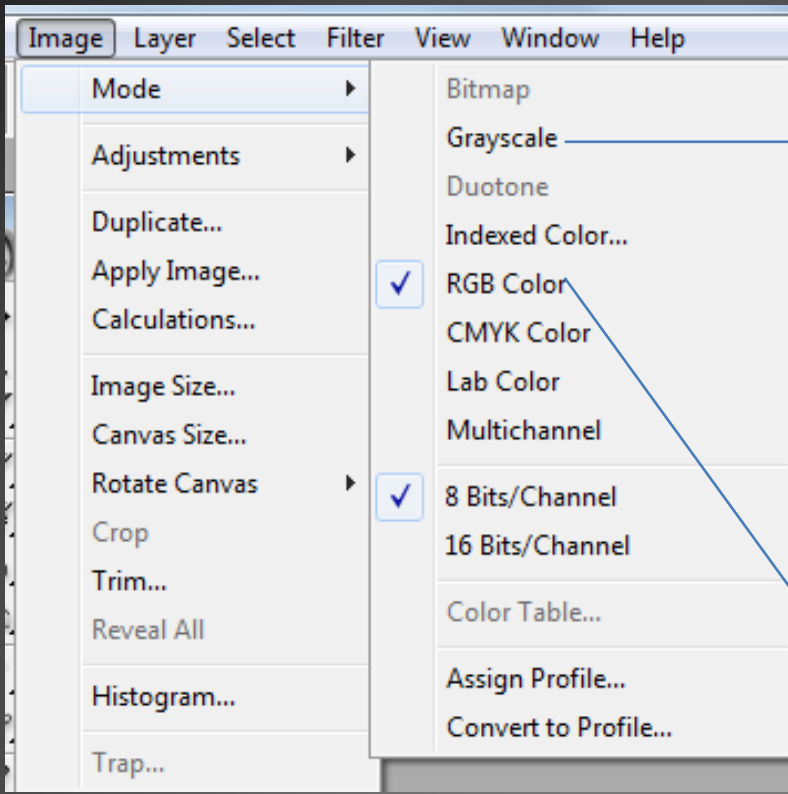 Image Layer Select Filter View Window Help
Mode
Adjustments
Duplicate...
Apply Image...
Calculations...
Image Size...
Canvas Size...
Rotate Canvas
Crop
Trim...
Reveal All
Histogram...
Trap...
Bitmap
Grayscale
Duotone
Indexed Color...
RGB Color
CMYK Color
Lab Color
Multichannel
8 Bits/Channel
16 Bits/Channel
Color Table...
Assign Profile...
Convert to Profile...